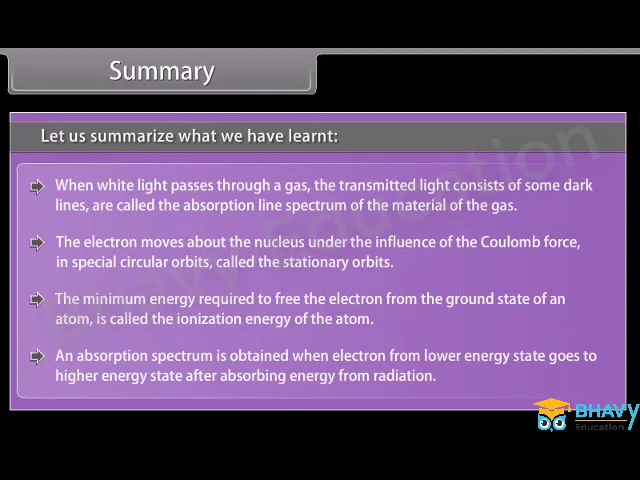 Summary
Let us summarize what we have learnt:
When white light passes through a gas, the transmitted light consists of some dark
lines, are called the absorption line spectrum of the material of the gas.
The electron moves about the nucleus under the influence of the Coulomb force,
in special circular orbits, called the stationary orbits.
The minimum energy required to free the electron from the ground state of an
atom, is called the ionization energy of the atom.
An absorption spectrum is obtained when electron from lower energy state goes to
higher energy state after absorbing energy from radiation.
Bhavy Education
BHAVY
Education